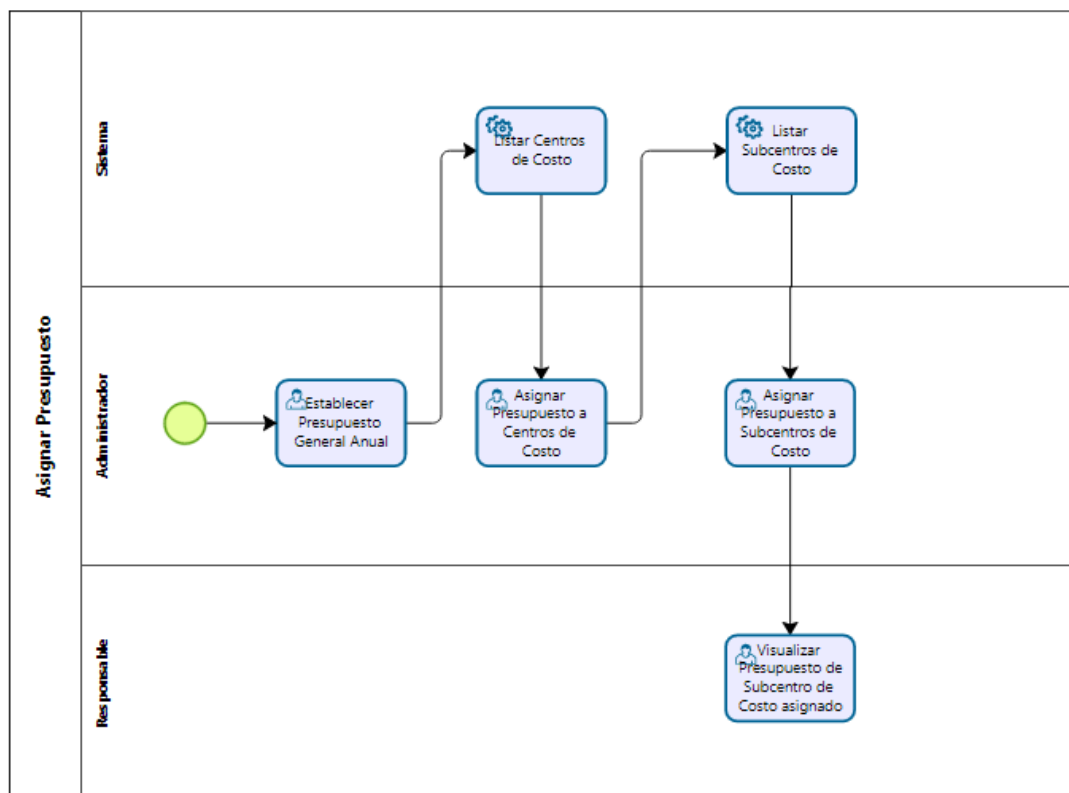 Asignar Presupuesto
Sistema
Listar Centros
de Costo
Listar
Subcentros de
Costo
Administrador
Establecer
Presupuesto
General Anual
Asignar
Presupuesto a
Centros de
Costo
Asignar
Presupuesto a
Subcentros de
Costo
Responsable
Visualizar
Presupuesto de
Subcentro de
Costo asignado